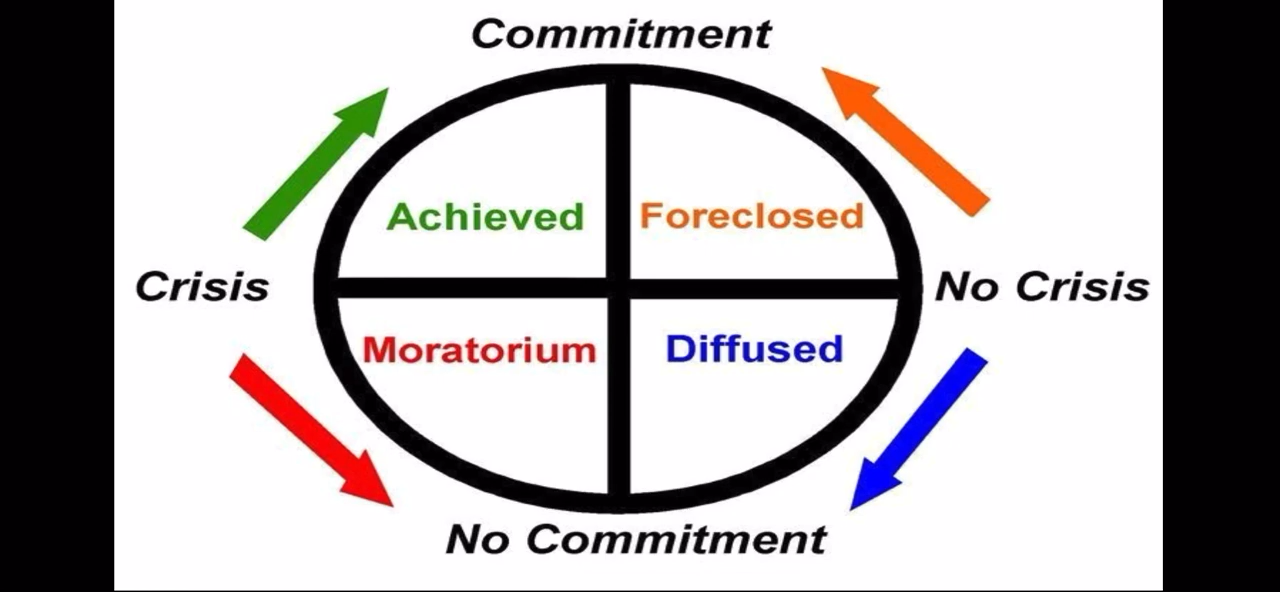 Commitment
Achieved
Foreclosed
Crisis
No Crisis
Moratorium
Diffused
No Commitment